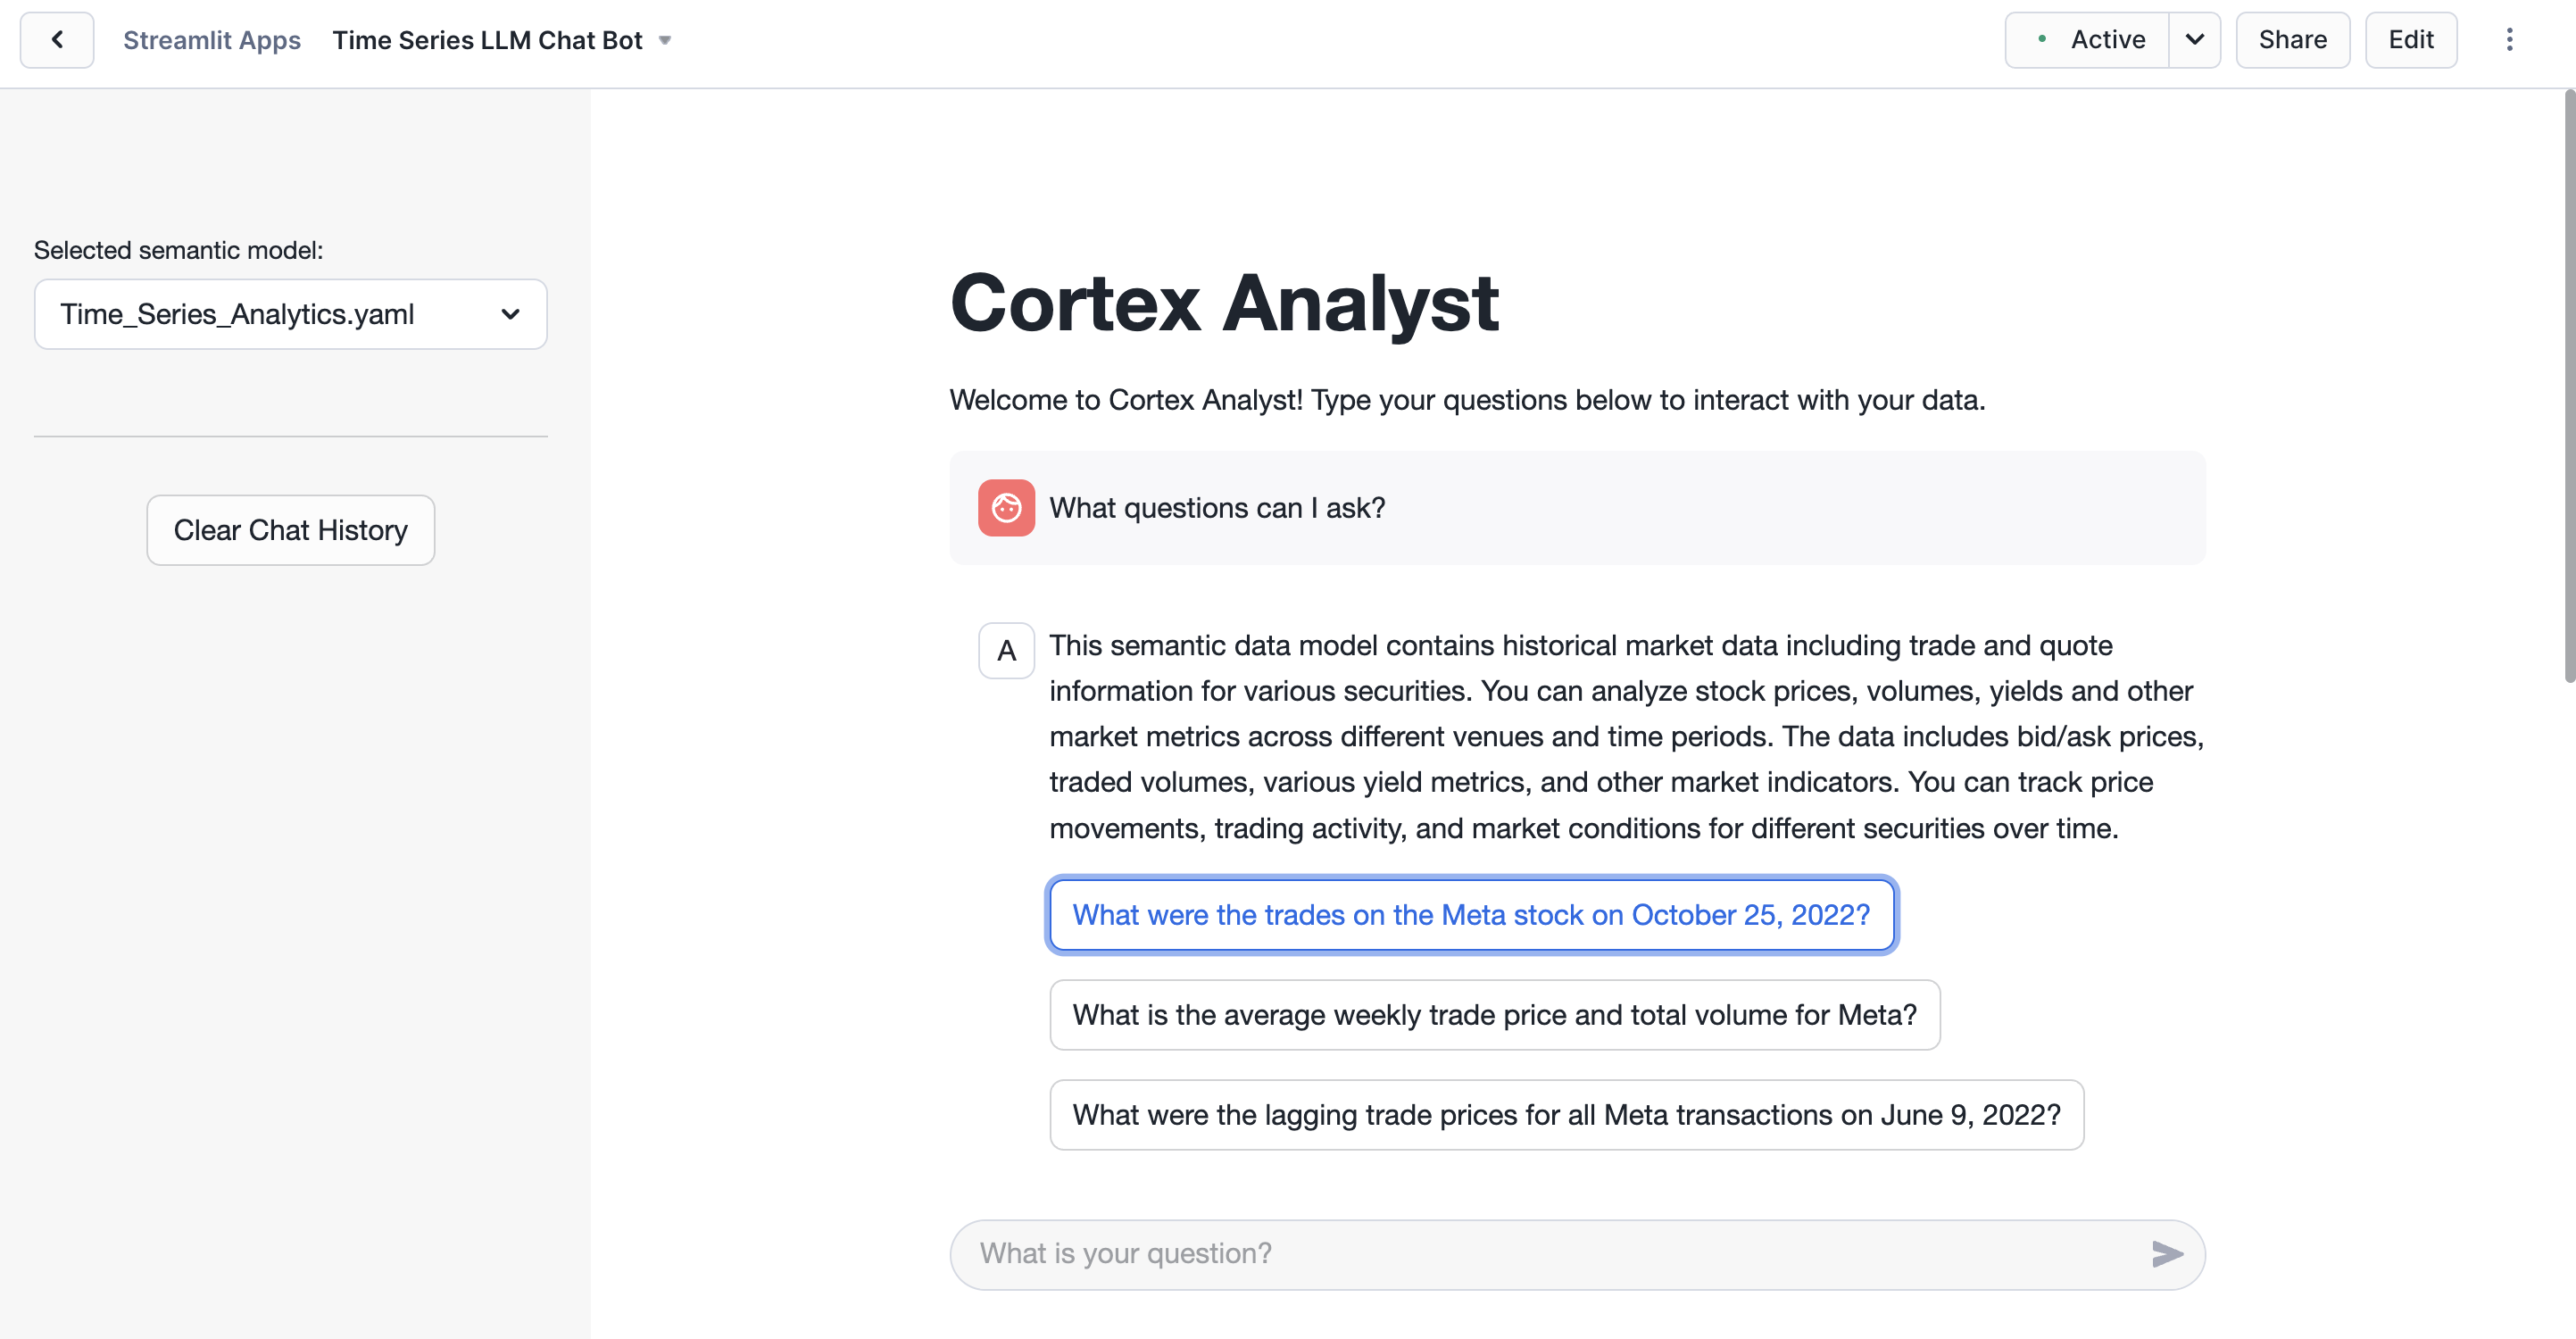 Streamlit Apps Time Series LLM Chat Bot
Active
Share
Edit
Selected semantic model:
Time_Series_Analytics.yaml
Clear Chat History
Cortex Analyst
Welcome to Cortex Analyst! Type your questions below to interact with your data.
What questions can I ask?
A
This semantic data model contains historical market data including trade and quote
information for various securities. You can analyze stock prices, volumes, yields and other
market metrics across different venues and time periods. The data includes bid/ask prices,
traded volumes, various yield metrics, and other market indicators. You can track price
movements, trading activity, and market conditions for different securities over time.
What were the trades on the Meta stock on October 25, 2022?
What is the average weekly trade price and total volume for Meta?
What were the lagging trade prices for all Meta transactions on June 9, 2022?
What is your question?